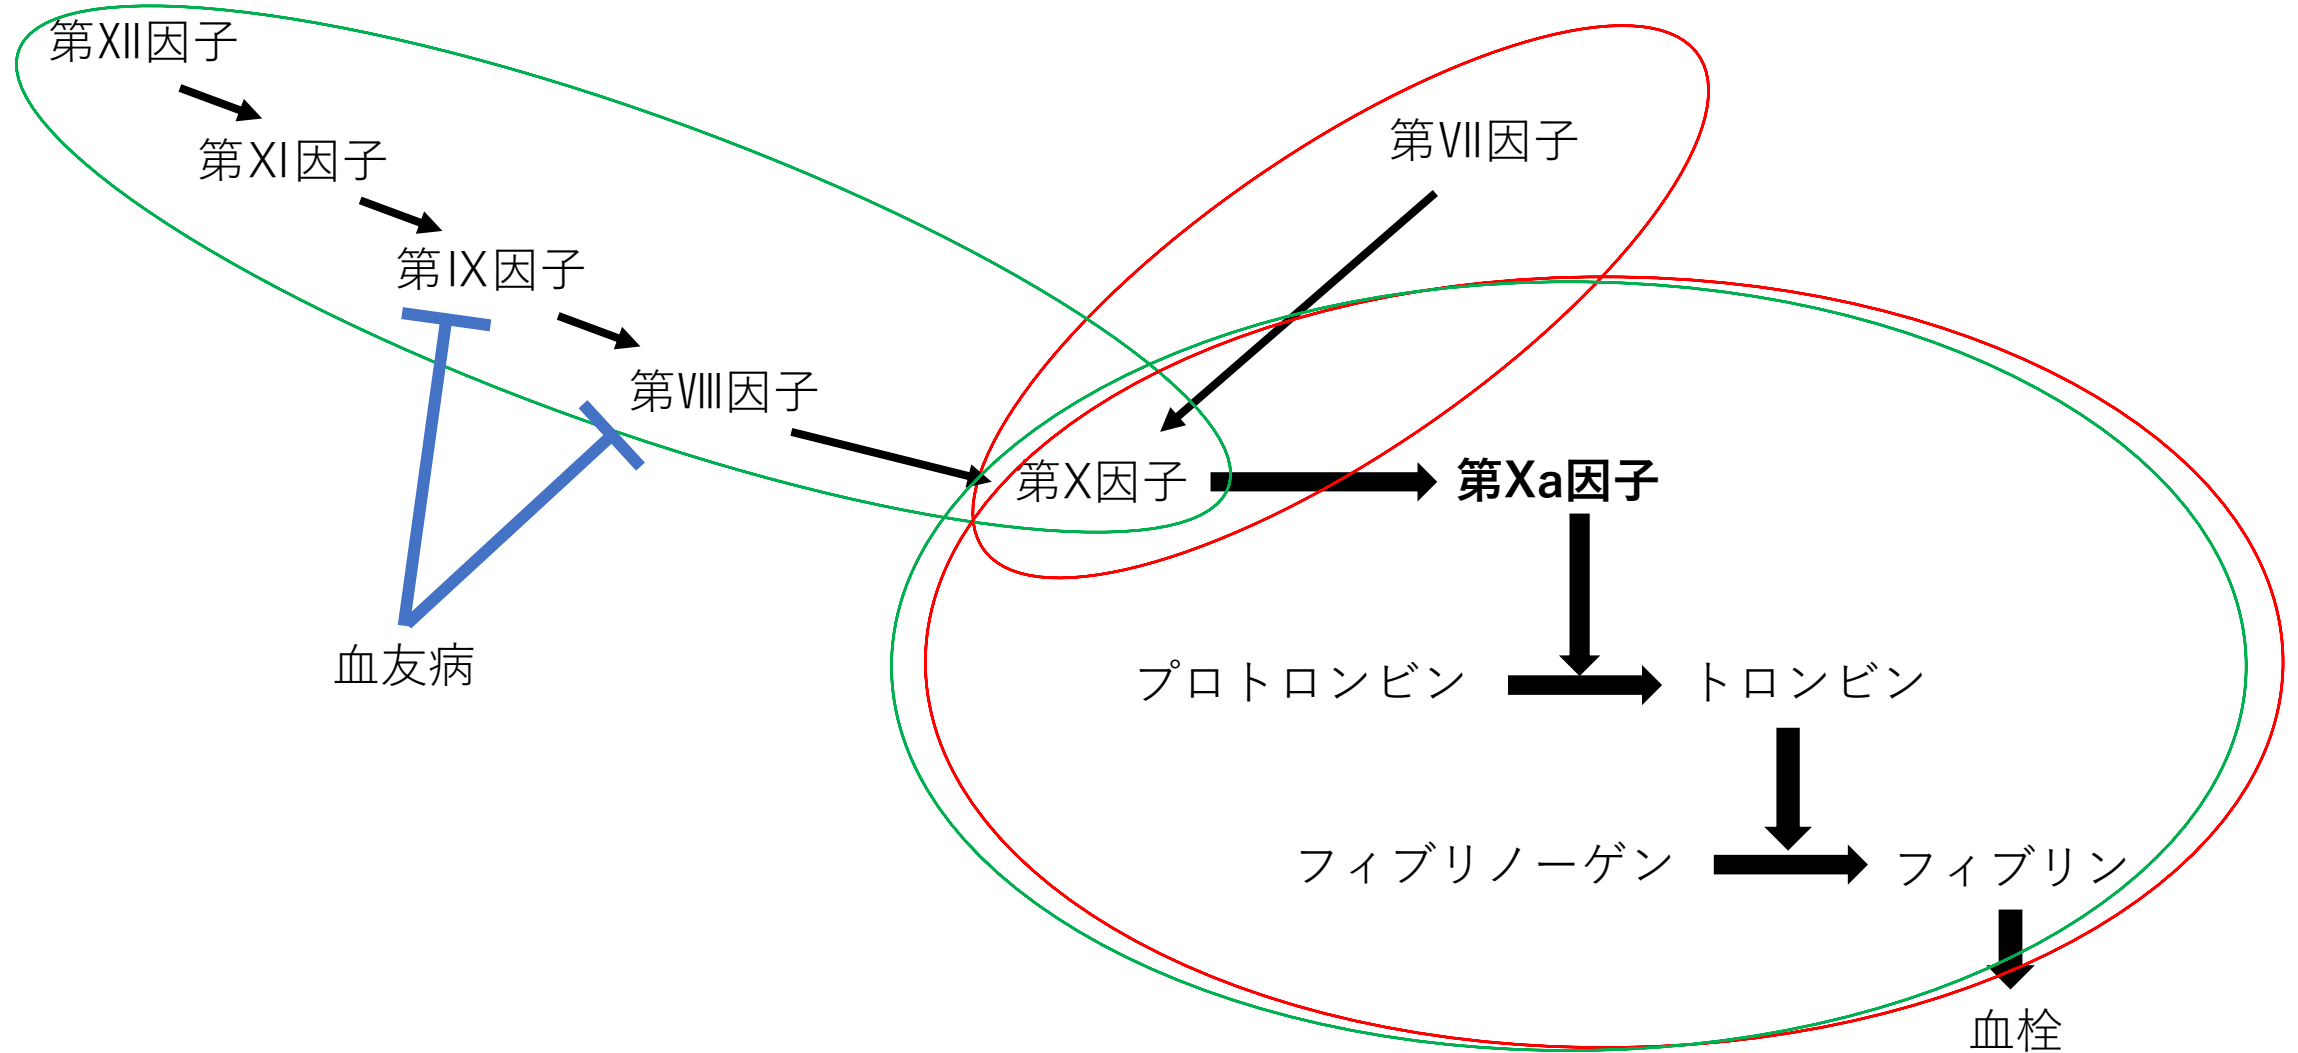 第XII因子
第VII因子
第XI因子
第IX因子
第VIII因子
第X因子
第Xa因子
血友病
プロトロンビン
トロンビン
フィブリノーゲン
フィブリン
血栓